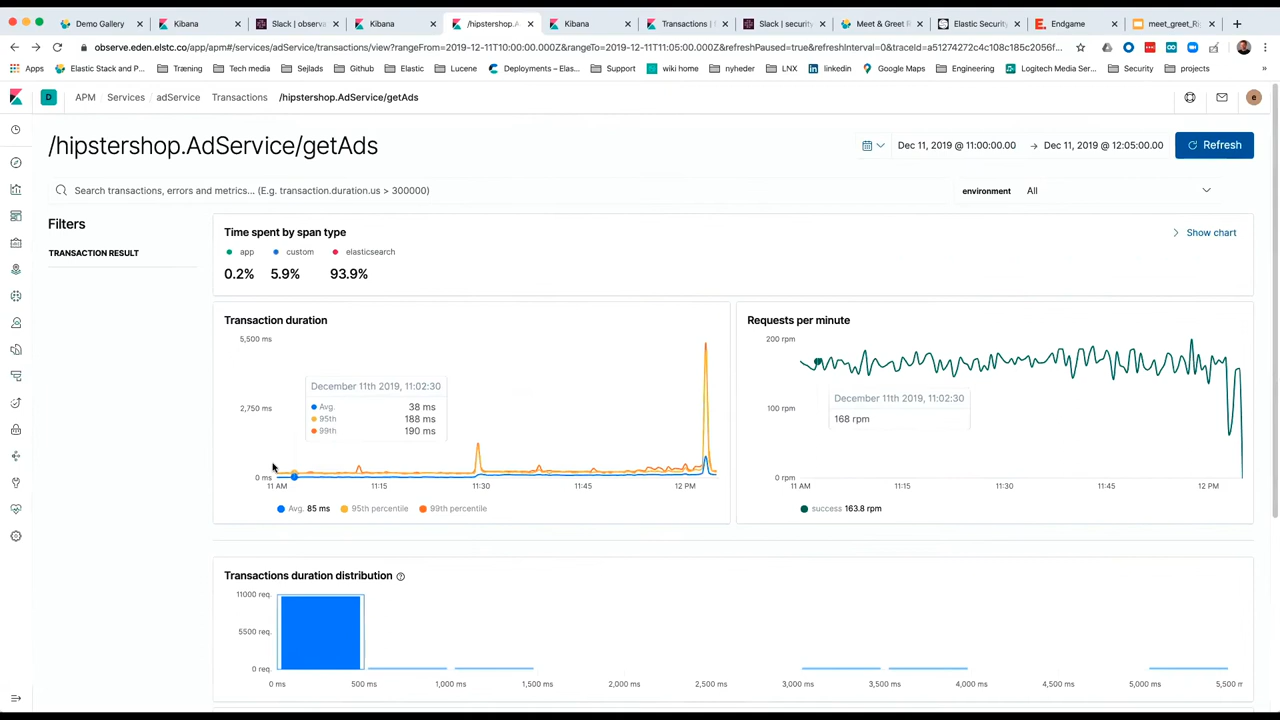 Demo Gallery
Kibana
Slack | observa
Kibana
/hipstershop.A
Kibana
Transactions |
Slack | security
Meet & Greet R
Elastic Security
Endgame
meet_greet_Ri
observe.eden.elstc.co/app/apm#/services/adService/transactions/view?rangeFrom=2019-12-11T10:00:00.000Z&rangeTo=2019-12-11T11:05:00.000Z&refreshPaused=true&refreshInterval=0&traceId=a51274272c4c108c185c2056f...
Apps
Elastic Stack and P...
Træning
Tech media
Sejlads
Github
Elastic
Lucene
Deployments – Elas...
Support
wiki home
nyheder
LNX
linkedin
Google Maps
Engineering
Logitech Media Ser...
Security
projects
»
D
APM
Services
/
adService
Transactions
/hipstershop.AdService/getAds
e
/hipstershop.AdService/getAds
Dec 11, 2019 @ 11:00:00.00
→
Dec 11, 2019 @ 12:05:00.00
Refresh
Search transactions, errors and metrics... (E.g. transaction.duration.us > 300000)
environment
All
Filters
TRANSACTION RESULT
Time spent by span type
Show chart
app
custom
elasticsearch
0.2%
5.9%
93.9%
Transaction duration
5,500 ms
2,750 ms
0 ms
December 11th 2019, 11:02:30
Avg. 38 ms
95th 188 ms
99th 190 ms
11 AM
11:15
11:30
11:45
12 PM
Avg. 85 ms
95th percentile
99th percentile
Requests per minute
200 rpm
100 rpm
0 rpm
December 11th 2019, 11:02:30
168 rpm
11 AM
11:15
11:30
11:45
12 PM
success 163.8 rpm
Transactions duration distribution
11000 req.
5500 req.
0 req.
0 ms
500 ms
1,000 ms
1,500 ms
2,000 ms
2,500 ms
3,000 ms
3,500 ms
4,000 ms
4,500 ms
5,000 ms
5,500 m